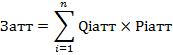 Затт = ∑_{i=1}^{n} Qiатт × Piатт